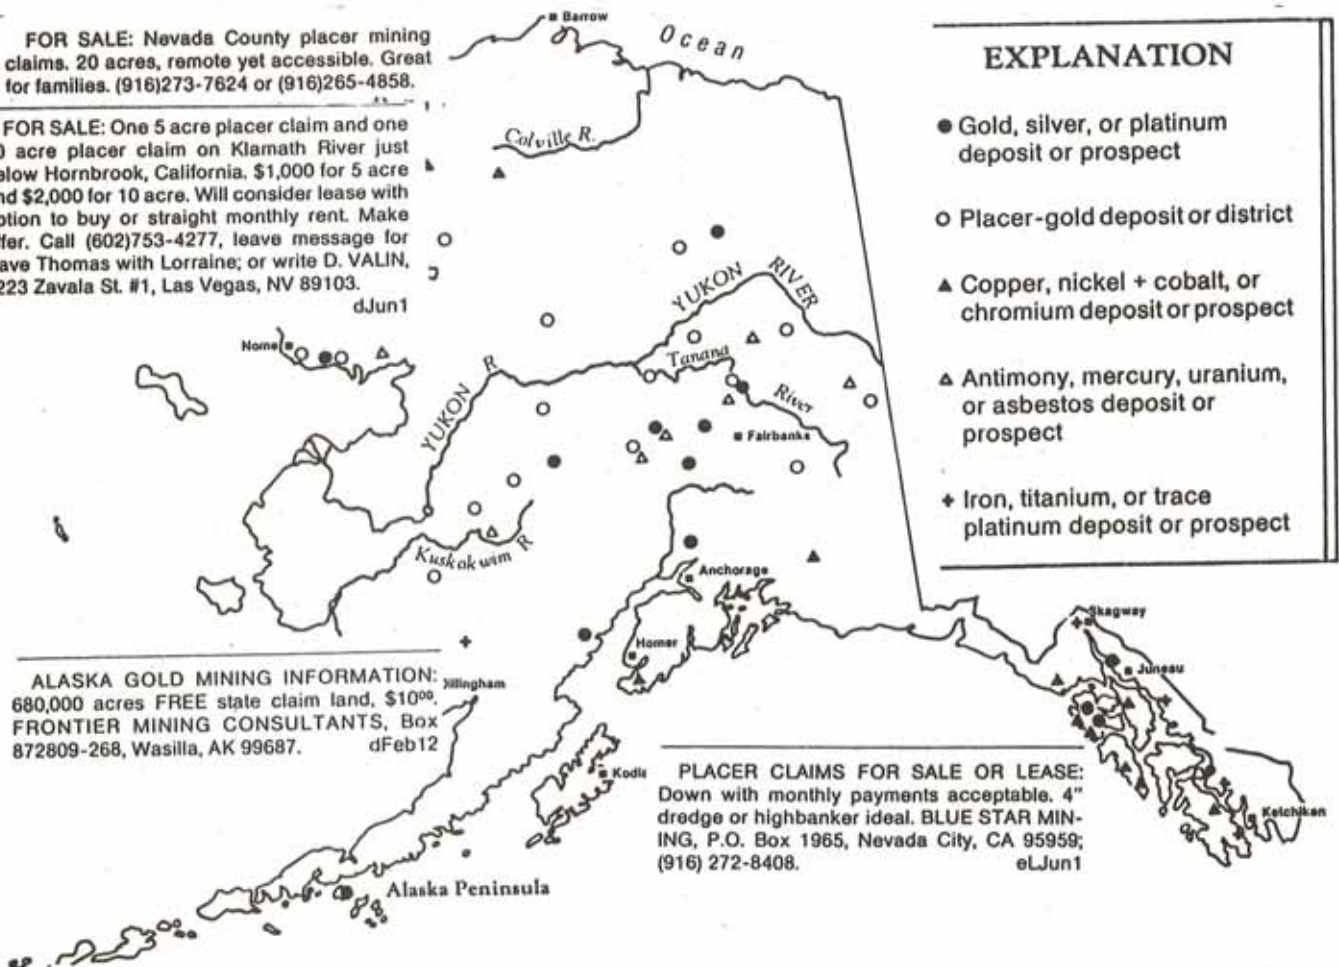 FOR SALE: Nevada County placer mining
claims. 20 acres, remote yet accessible. Great
for families. (916)273-7624 or (916)265-4858.
FOR SALE: One 5 acre placer claim and one
0 acre placer claim on Klamath River just
elow Hornbrook, California. $1,000 for 5 acre
nd $2,000 for 10 acre. Will consider lease with
ption to buy or straight monthly rent. Make
fer. Call (602)753-4277, leave message for
ave Thomas with Lorraine; or write D. VALIN,
223 Zavala St. #1, Las Vegas, NV 89103.
dJun1
Barrow
Ocean
Colville R.
YUKON RIVER
Nome
Tanana
River
YUKON R
Fairbanks
Kuskokwim R
Anchorage
Homer
Dillingham
Skagway
Juneau
Kodia
Ketchikan
Alaska Peninsula
EXPLANATION
Gold, silver, or platinum
deposit or prospect
Placer-gold deposit or district
Copper, nickel + cobalt, or
chromium deposit or prospect
Antimony, mercury, uranium,
or asbestos deposit or
prospect
Iron, titanium, or trace
platinum deposit or prospect
ALASKA GOLD MINING INFORMATION:
680,000 acres FREE state claim land, $10⁰⁰.
FRONTIER MINING CONSULTANTS, Box
872809-268, Wasilla, AK 99687. dFeb12
PLACER CLAIMS FOR SALE OR LEASE:
Down with monthly payments acceptable. 4"
dredge or highbanker ideal. BLUE STAR MIN-
ING, P.O. Box 1965, Nevada City, CA 95959;
(916) 272-8408. eLJun1